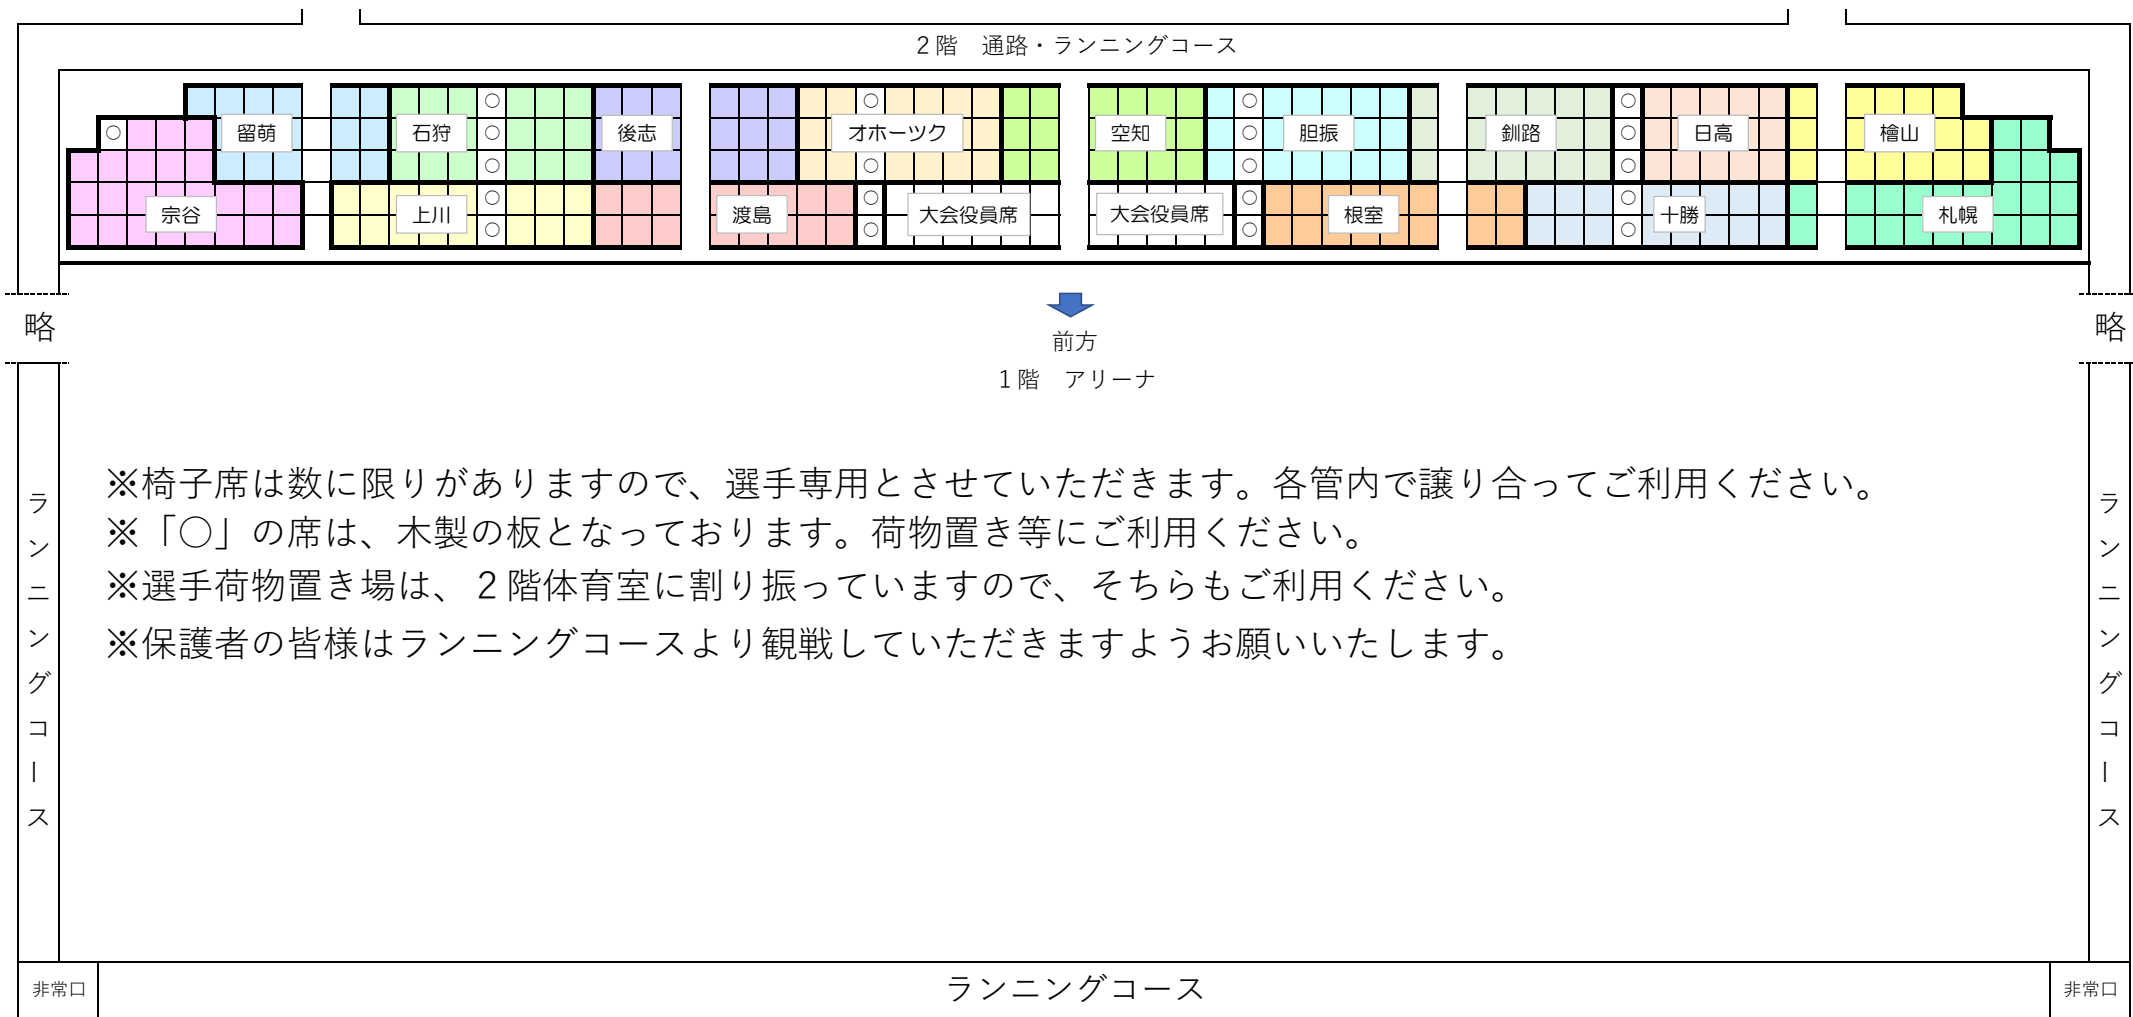 2階　通路・ランニングコース
○ ○ ○ ○ ○
○ 留萌 石狩 ○ 後志 オホーツク 空知 ○ 胆振 釧路 ○ 日高 檜山
○ ○ ○ ○
○ ○ ○ ○
宗谷 上川 渡島 大会役員席 大会役員席 根室 十勝 札幌
○ ○ ○ ○
略
略
前方
1階　アリーナ
※椅子席は数に限りがありますので、選手専用とさせていただきます。各管内で譲り合ってご利用ください。
※「○」の席は、木製の板となっております。荷物置き等にご利用ください。
※選手荷物置き場は、２階体育室に割り振っていますので、そちらもご利用ください。
※保護者の皆様はランニングコースより観戦していただきますようお願いいたします。
ランニングコース
ランニングコース
非常口
ランニングコース
非常口